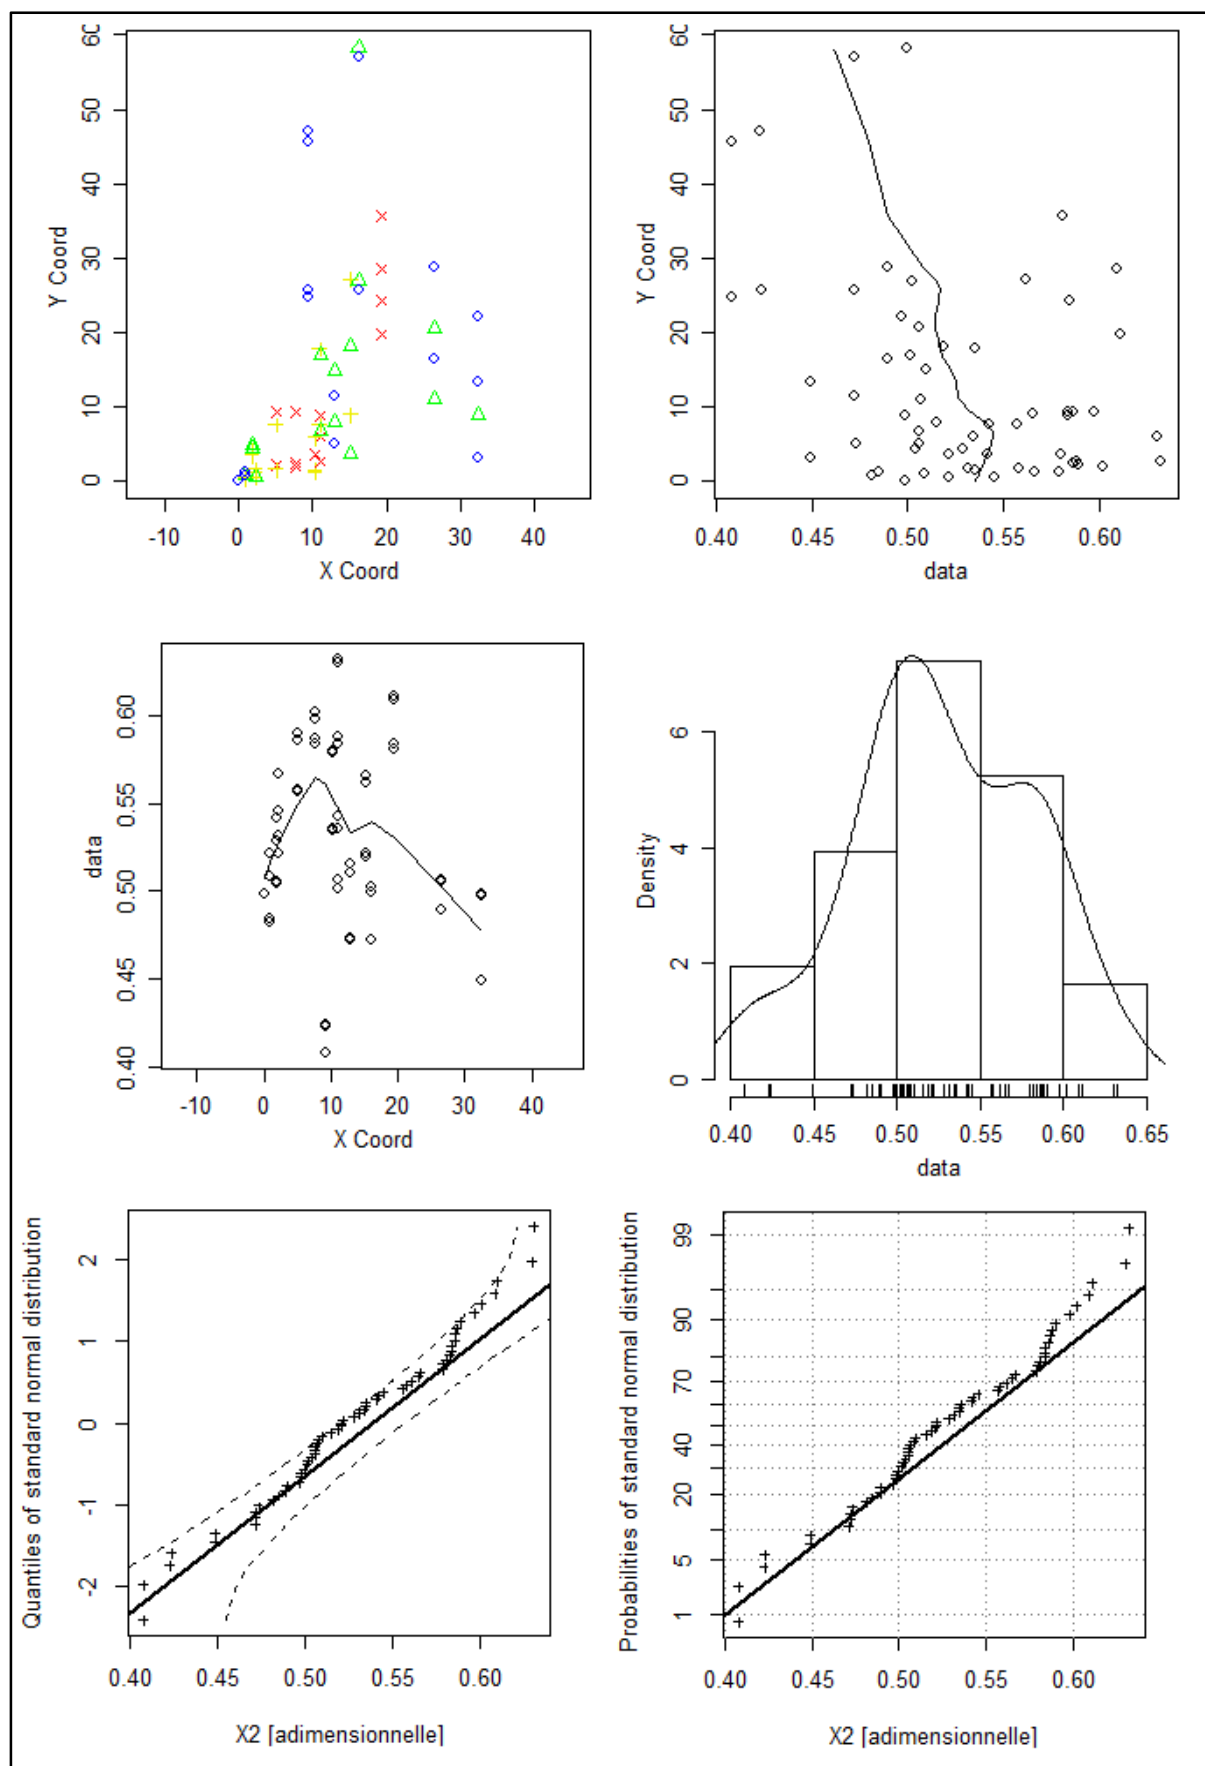 60
50
40
30
20
10
0
Y Coord
-10 0 10 20 30 40
X Coord
60
50
40
30
20
10
0
Y Coord
0.40 0.45 0.50 0.55 0.60
data
0.60
0.55
0.50
0.45
0.40
data
-10 0 10 20 30 40
X Coord
6
4
2
0
Density
0.40 0.45 0.50 0.55 0.60 0.65
data
2
1
0
-1
-2
Quantiles of standard normal distribution
0.40 0.45 0.50 0.55 0.60
X2 [adimensionnelle]
99
90
70
40
20
5
1
Probabilities of standard normal distribution
0.40 0.45 0.50 0.55 0.60
X2 [adimensionnelle]